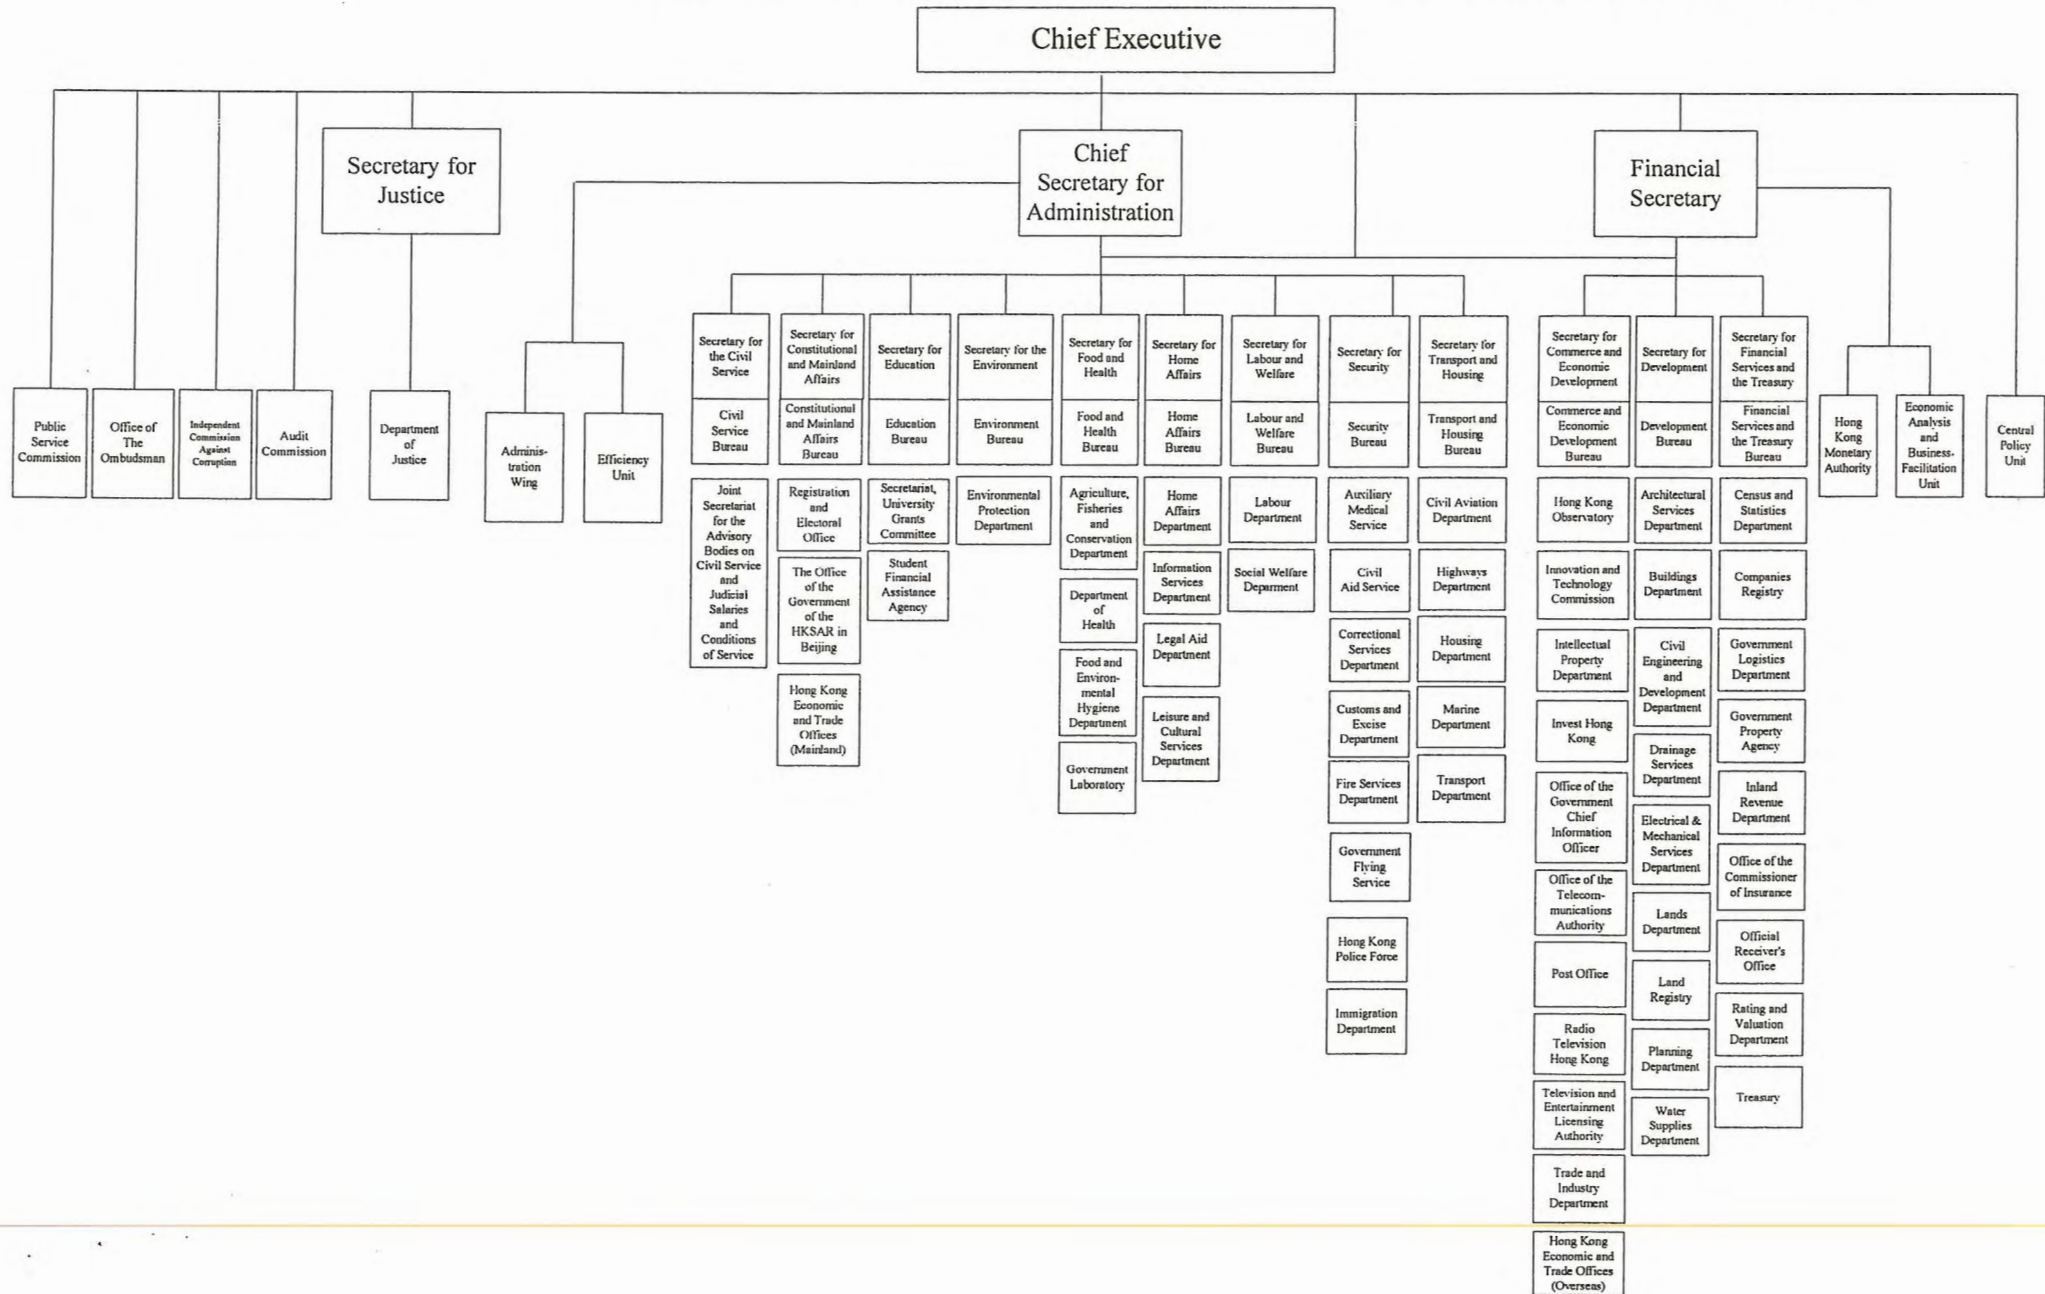 Chief Executive
Secretary for
Justice
Chief
Secretary for
Administration
Financial
Secretary
Public
Service
Commission
Office of
The
Ombudsman
Independent
Commission
Against
Corruption
Audit
Commission
Department
of
Justice
Adminis-
tration
Wing
Efficiency
Unit
Secretary for
the Civil
Service
Civil
Service
Bureau
Joint
Secretariat
for the
Advisory
Bodies on
Civil Service
and
Judicial
Salaries
and
Conditions
of Service
Secretary for
Constitutional
and Mainland
Affairs
Constitutional
and Mainland
Affairs
Bureau
Registration
and
Electoral
Office
The Office
of the
Government
of the
HKSAR in
Beijing
Hong Kong
Economic
and Trade
Offices
(Mainland)
Secretary for
Education
Education
Bureau
Secretariat,
University
Grants
Committee
Student
Financial
Assistance
Agency
Secretary for the
Environment
Environment
Bureau
Environmental
Protection
Department
Secretary for
Food and
Health
Food and
Health
Bureau
Agriculture,
Fisheries
and
Conservation
Department
Department
of
Health
Food and
Environ-
mental
Hygiene
Department
Government
Laboratory
Secretary for
Home
Affairs
Home
Affairs
Bureau
Home
Affairs
Department
Information
Services
Department
Legal Aid
Department
Leisure and
Cultural
Services
Department
Secretary for
Labour and
Welfare
Labour and
Welfare
Bureau
Labour
Department
Social Welfare
Deparment
Secretary for
Security
Security
Bureau
Auxiliary
Medical
Service
Civil
Aid Service
Correctional
Services
Department
Customs and
Excise
Department
Fire Services
Department
Government
Flying
Service
Hong Kong
Police Force
Immigration
Department
Secretary for
Transport and
Housing
Transport and
Housing
Bureau
Civil Aviation
Department
Highways
Department
Housing
Department
Marine
Department
Transport
Department
Secretary for
Commerce and
Economic
Development
Commerce and
Economic
Development
Bureau
Hong Kong
Observatory
Innovation and
Technology
Commission
Intellectual
Property
Department
Invest Hong
Kong
Office of the
Government
Chief
Information
Officer
Office of the
Telecom-
munications
Authority
Post Office
Radio
Television
Hong Kong
Television and
Entertainment
Licensing
Authority
Trade and
Industry
Department
Hong Kong
Economic and
Trade Offices
(Overseas)
Secretary for
Development
Development
Bureau
Architectural
Services
Department
Buildings
Department
Civil
Engineering
and
Development
Department
Drainage
Services
Department
Electrical &
Mechanical
Services
Department
Lands
Department
Land
Registry
Planning
Department
Water
Supplies
Department
Secretary for
Financial
Services and
the Treasury
Financial
Services and
the Treasury
Bureau
Census and
Statistics
Department
Companies
Registry
Government
Logistics
Department
Government
Property
Agency
Inland
Revenue
Department
Office of the
Commissioner
of Insurance
Official
Receiver's
Office
Rating and
Valuation
Department
Treasury
Hong
Kong
Monetary
Authority
Economic
Analysis
and
Business-
Facilitation
Unit
Central
Policy
Unit